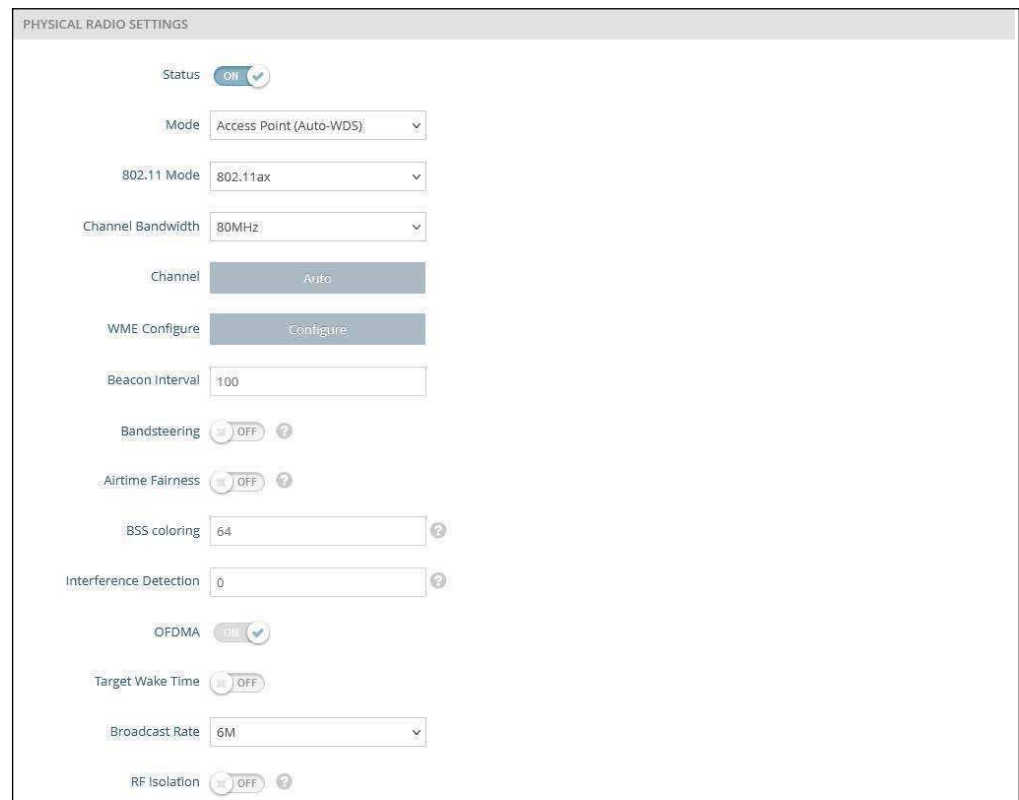 PHYSICAL RADIO SETTINGS
Status ON
Mode Access Point (Auto-WDS)
802.11 Mode 802.11ax
Channel Bandwidth 80MHz
Channel Auto
WME Configure Configure
Beacon Interval 100
Bandsteering OFF ?
Airtime Fairness OFF ?
BSS coloring 64 ?
Interference Detection 0 ?
OFDMA ON
Target Wake Time OFF
Broadcast Rate 6M
RF Isolation OFF ?